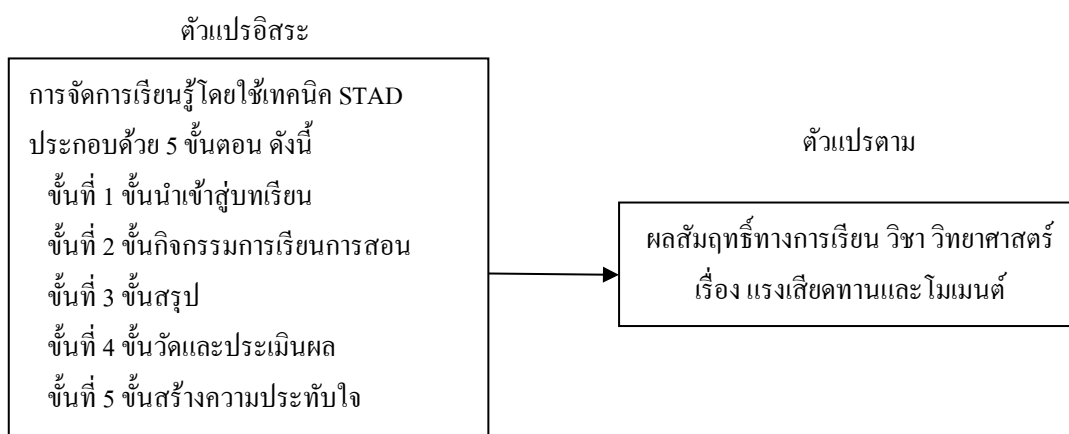 ตัวแปรอิสระ
การจัดการเรียนรู้โดยใช้เทคนิค STAD
ประกอบด้วย 5 ขั้นตอน ดังนี้
ขั้นที่ 1 ขั้นนำเข้าสู่บทเรียน
ขั้นที่ 2 ขั้นกิจกรรมการเรียนการสอน
ขั้นที่ 3 ขั้นสรุป
ขั้นที่ 4 ขั้นวัดและประเมินผล
ขั้นที่ 5 ขั้นสร้างความประทับใจ
ตัวแปรตาม
ผลสัมฤทธิ์ทางการเรียน วิชา วิทยาศาสตร์
เรื่อง แรงเสียดทานและโมเมนต์